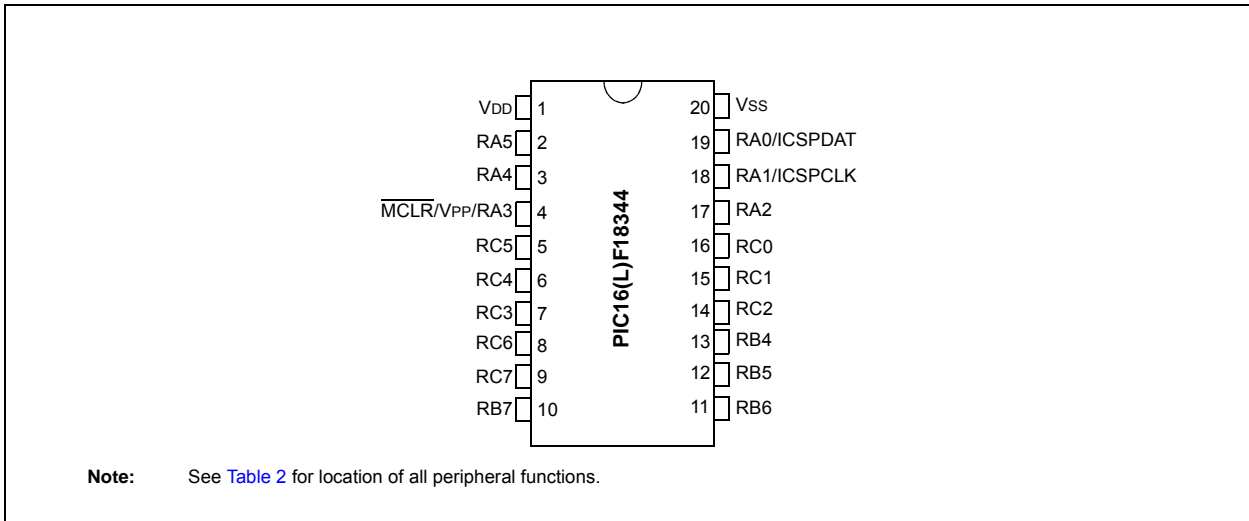 VDD 1 20 VSS
RA5 2 19 RA0/ICSPDAT
RA4 3 18 RA1/ICSPCLK
MCLR/VPP/RA3 4 17 RA2
RC5 5 16 RC0
RC4 6 15 RC1
RC3 7 14 RC2
RC6 8 13 RB4
RC7 9 12 RB5
RB7 10 11 RB6
PIC16(L)F18344
Note: See Table 2 for location of all peripheral functions.